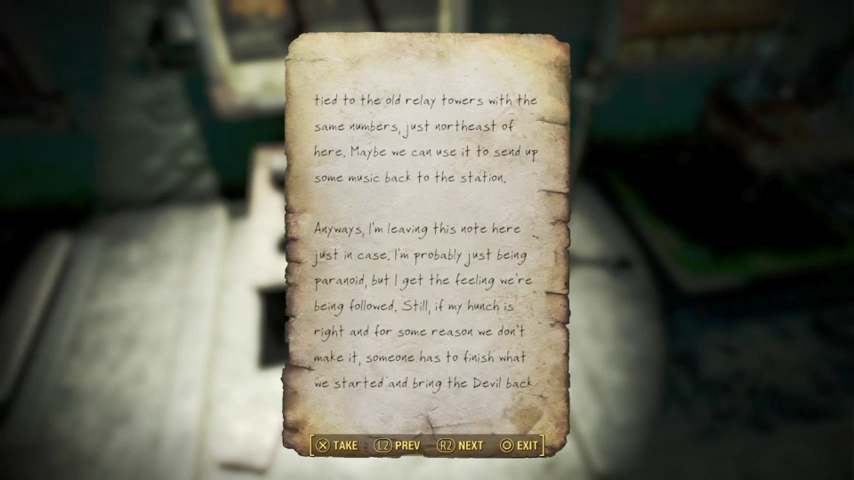 tied to the old relay towers with the
same numbers, just northeast of
here. Maybe we can use it to send up
some music back to the station.
Anyways, I'm leaving this note here
just in case. I'm probably just being
paranoid, but I get the feeling we're
being followed. Still, if my hunch is
right and for some reason we don't
make it, someone has to finish what
we started and bring the Devil back
X TAKE L2 PREV R2 NEXT O EXIT